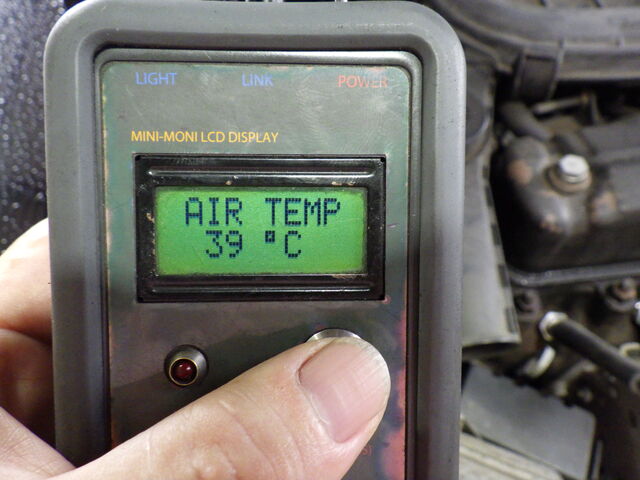 LIGHT LINK POWER
MINI-MONI LCD DISPLAY
AIR TEMP
39 °C